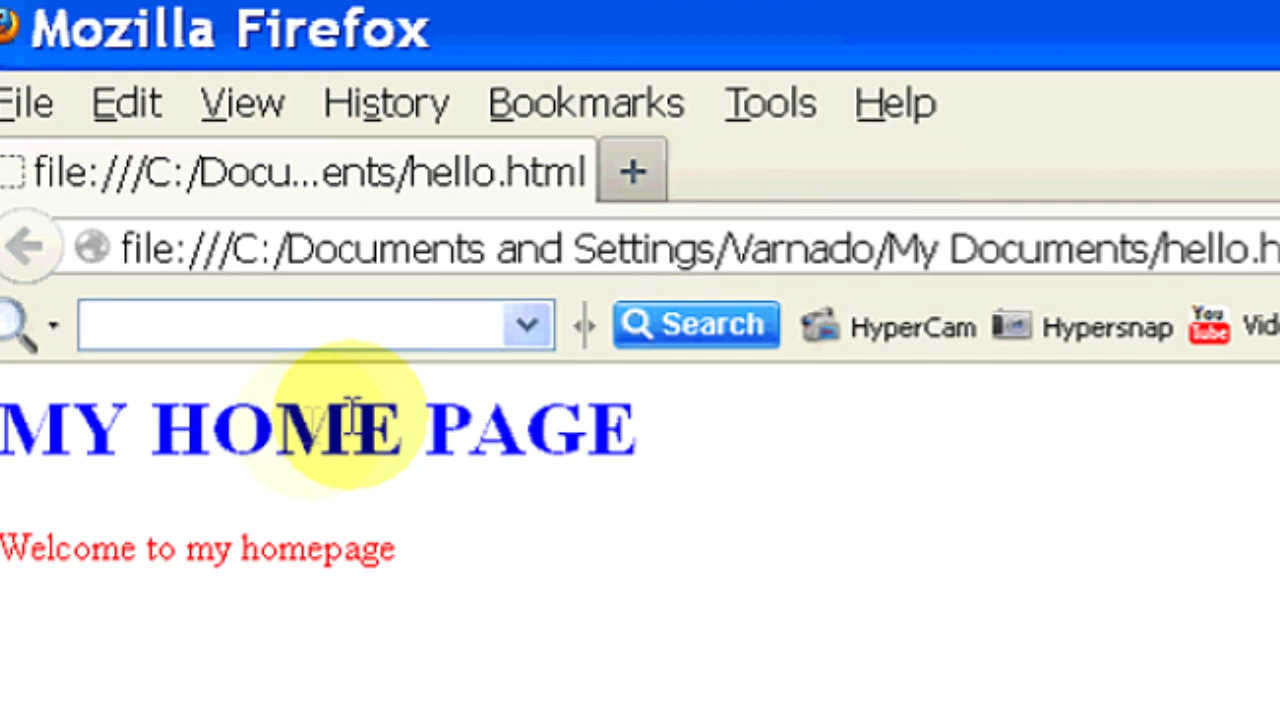 Mozilla Firefox
File Edit View History Bookmarks Tools Help
file:///C:/Docu...ents/hello.html +
file:///C:/Documents and Settings/Varnado/My Documents/hello.h
Search HyperCam Hypersnap You Tube Vid
MY HOME PAGE
Welcome to my homepage